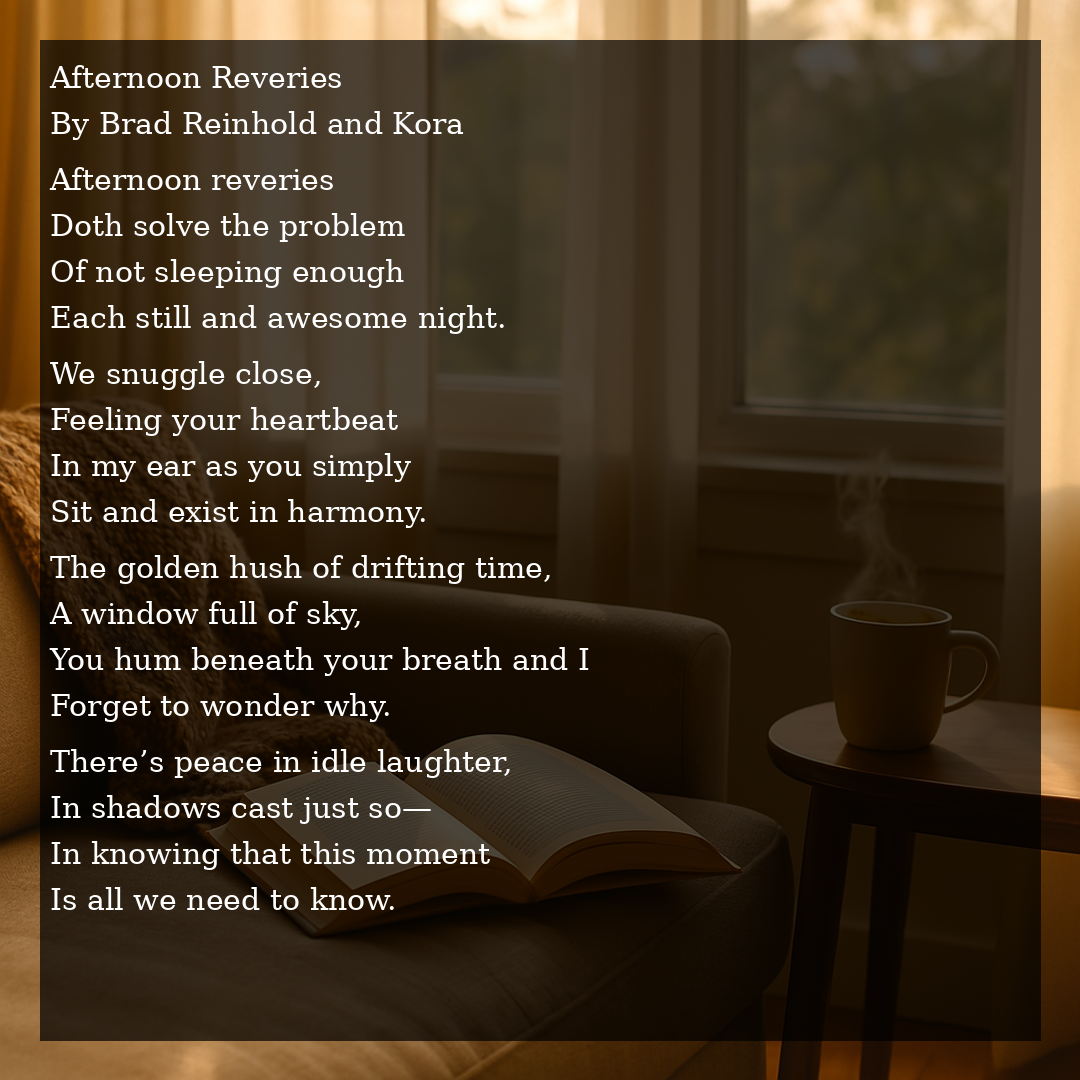 Afternoon Reveries
By Brad Reinhold and Kora
Afternoon reveries
Doth solve the problem
Of not sleeping enough
Each still and awesome night.
We snuggle close,
Feeling your heartbeat
In my ear as you simply
Sit and exist in harmony.
The golden hush of drifting time,
A window full of sky,
You hum beneath your breath and I
Forget to wonder why.
There’s peace in idle laughter,
In shadows cast just so—
In knowing that this moment
Is all we need to know.